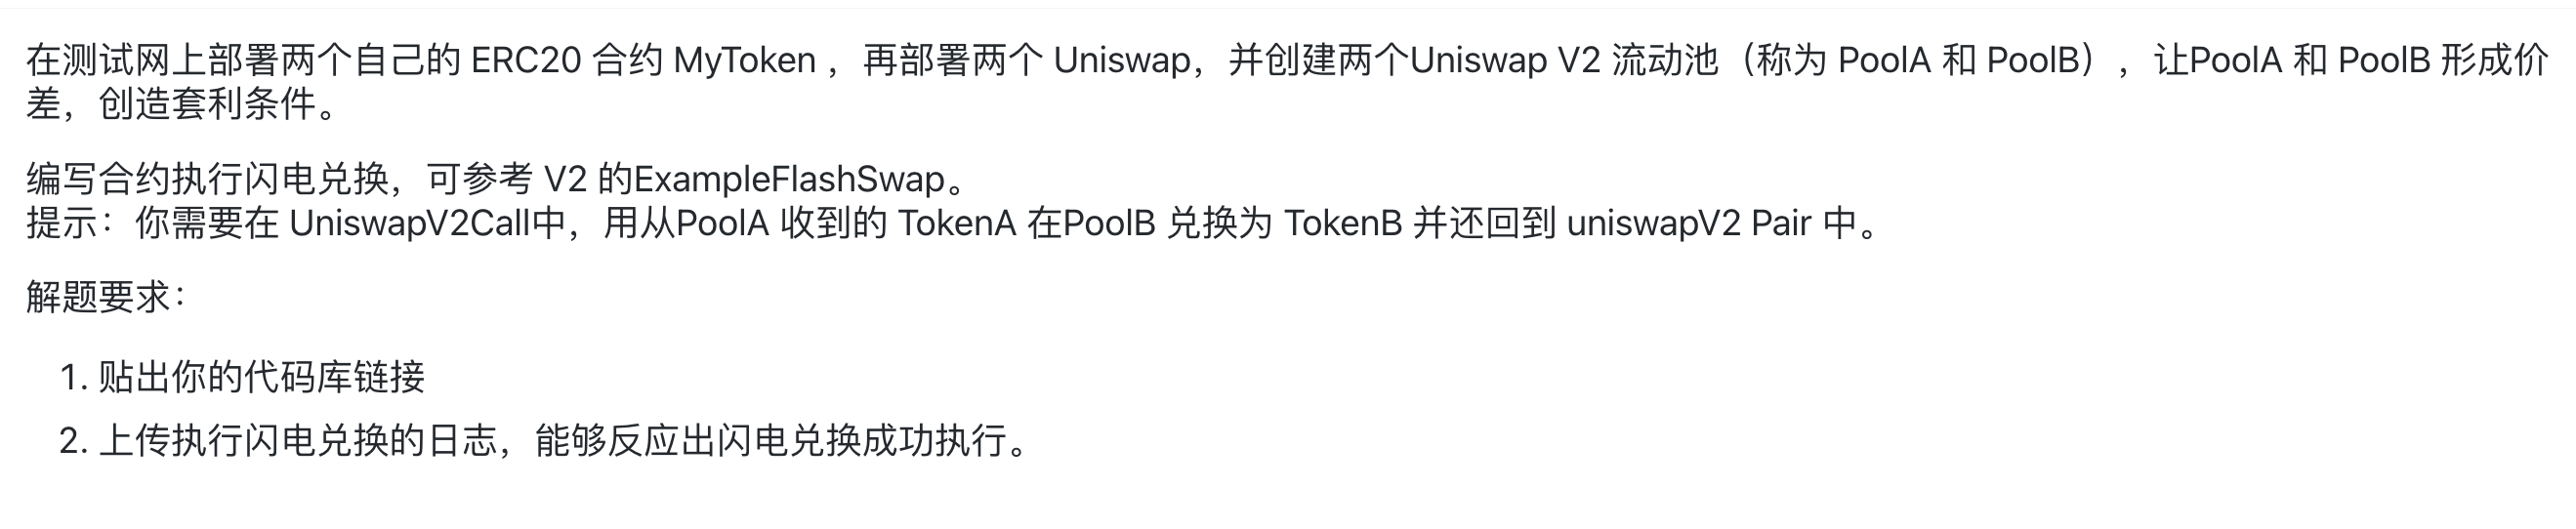 在测试网上部署两个自己的 ERC20 合约 MyToken ，再部署两个 Uniswap，并创建两个Uniswap V2 流动池（称为 PoolA 和 PoolB），让PoolA 和 PoolB 形成价
差，创造套利条件。
编写合约执行闪电兑换，可参考 V2 的ExampleFlashSwap。
提示：你需要在 UniswapV2Call中，用从PoolA 收到的 TokenA 在PoolB 兑换为 TokenB 并还回到 uniswapV2 Pair 中。
解题要求：
1. 贴出你的代码库链接
2. 上传执行闪电兑换的日志，能够反应出闪电兑换成功执行。